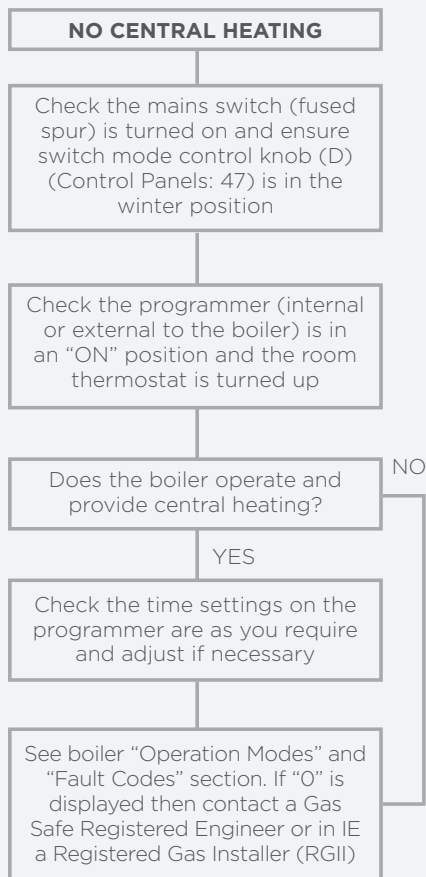 NO CENTRAL HEATING
Check the mains switch (fused
spur) is turned on and ensure
switch mode control knob (D)
(Control Panels: 47) is in the
winter position
Check the programmer (internal
or external to the boiler) is in
an “ON” position and the room
thermostat is turned up
Does the boiler operate and
provide central heating?
NO
YES
Check the time settings on the
programmer are as you require
and adjust if necessary
See boiler “Operation Modes” and
“Fault Codes” section. If “0” is
displayed then contact a Gas
Safe Registered Engineer or in IE
a Registered Gas Installer (RGII)